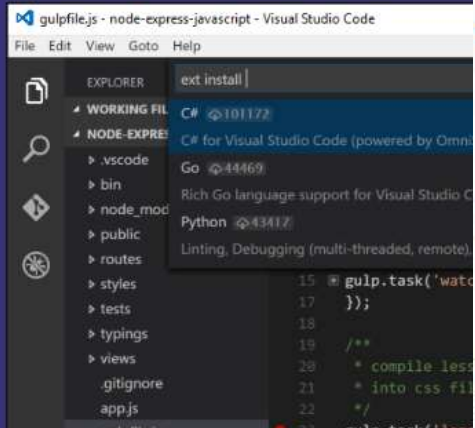 gulpfile.js - node-express-javascript - Visual Studio Code
File Edit View Goto Help
EXPLORER
ext install
WORKING FIL
C# 101172
NODE-EXPRES
C# for Visual Studio Code (powered by Omni
.vscode
Go 44469
bin
Rich Go language support for Visual Studio C
node_mod
Python 43417
public
Linting, Debugging (multi-threaded, remote),
routes
styles
15 gulp.task('watc
tests
17 });
typings
18
views
19 /**
.gitignore
20 * compile less
app.js
21 * into css fil
22 */